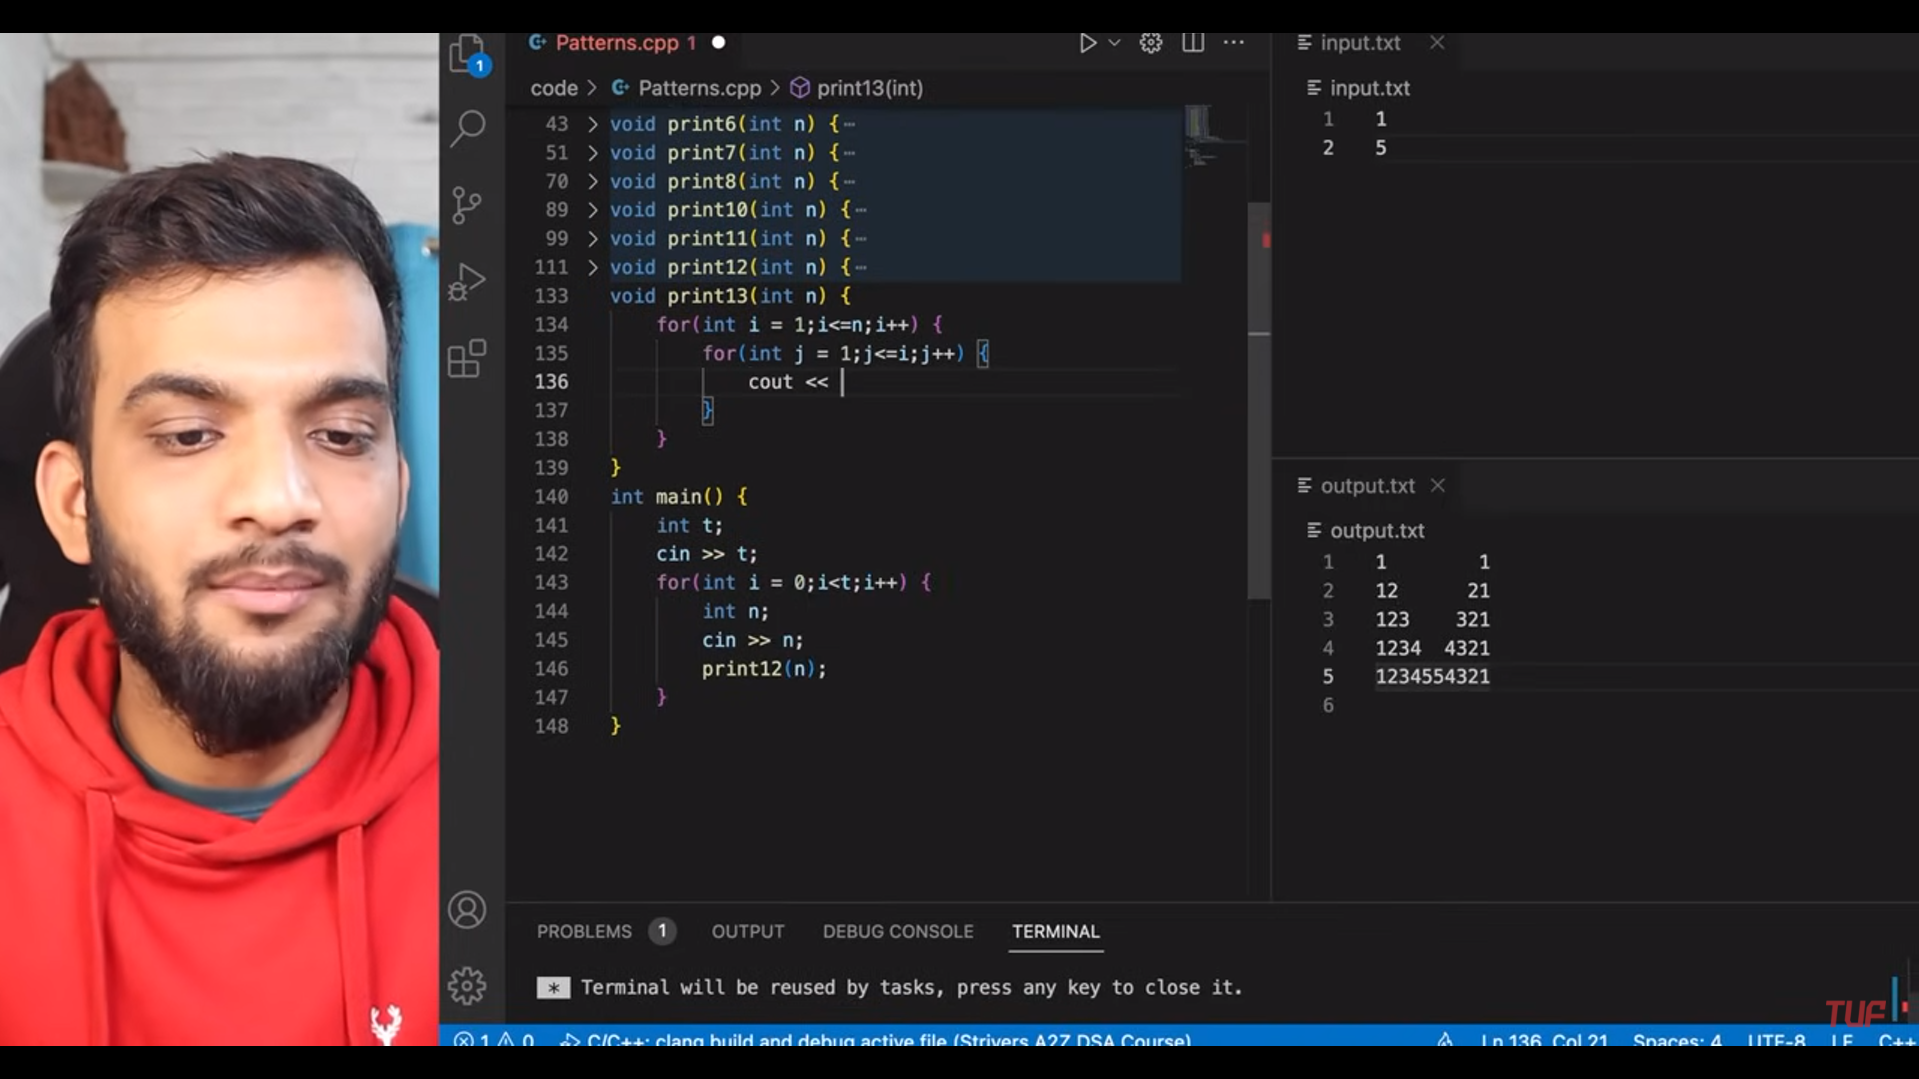 Patterns.cpp 1
code > Patterns.cpp > print13(int)
43 > void print6(int n) {…
51 > void print7(int n) {…
70 > void print8(int n) {…
89 > void print10(int n) {…
99 > void print11(int n) {…
111 > void print12(int n) {…
133 void print13(int n) {
134 for(int i = 1;i<=n;i++) {
135 for(int j = 1;j<=i;j++) {
136 cout <<
137 }
138 }
139 }
140 int main() {
141 int t;
142 cin >> t;
143 for(int i = 0;i<t;i++) {
144 int n;
145 cin >> n;
146 print12(n);
147 }
148 }
1
input.txt
input.txt
1 1
2 5
output.txt
output.txt
1 1        1
2 12      21
3 123    321
4 1234  4321
5 1234554321
6
PROBLEMS 1 OUTPUT DEBUG CONSOLE TERMINAL
* Terminal will be reused by tasks, press any key to close it.
TUF
1 0 C/C++: clang build and debug active file (Strivers A2Z DSA Course) Ln 136, Col 21 Spaces: 4 UTF-8 LF C++